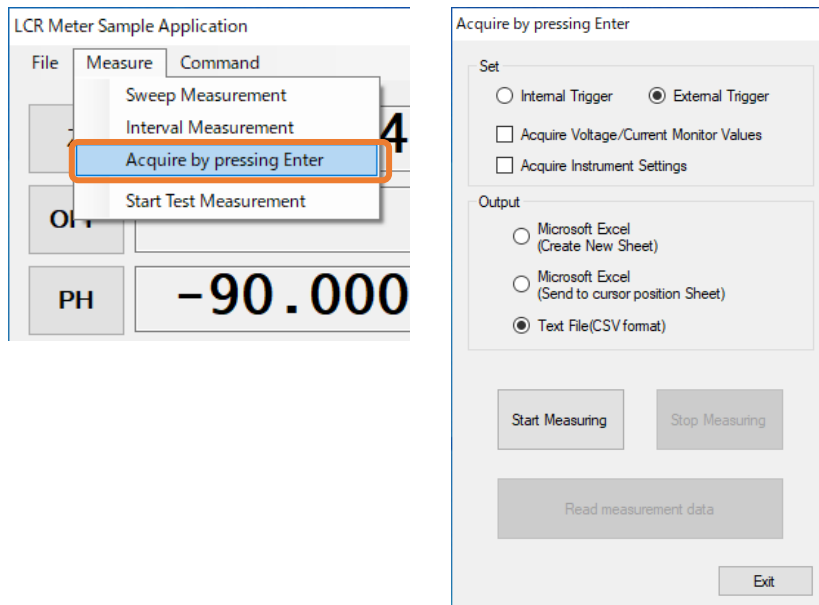 LCR Meter Sample Application
File Measure Command
Sweep Measurement
Interval Measurement
4
Acquire by pressing Enter
Start Test Measurement
PH
-90.000
Acquire by pressing Enter
Set
Internal Trigger External Trigger
Acquire Voltage/Current Monitor Values
Acquire Instrument Settings
Output
Microsoft Excel
(Create New Sheet)
Microsoft Excel
(Send to cursor position Sheet)
Text File(CSV format)
Start Measuring Stop Measuring
Read measurement data
Exit